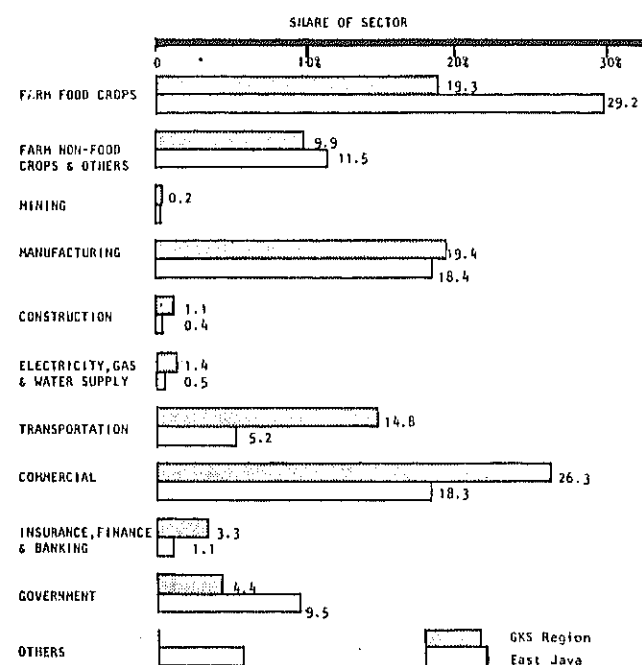 SHARE OF SECTOR
0 10% 20% 30%
FARM FOOD CROPS
19.3
29.2
FARM NON-FOOD
CROPS & OTHERS
9.9
11.5
MINING
0.2
MANUFACTURING
19.4
18.4
CONSTRUCTION
1.1
0.4
ELECTRICITY, GAS
& WATER SUPPLY
1.4
0.5
TRANSPORTATION
14.8
5.2
COMMERCIAL
26.3
18.3
INSURANCE, FINANCE
& BANKING
3.3
1.1
GOVERNMENT
4.4
9.5
OTHERS
GKS Region
East Java